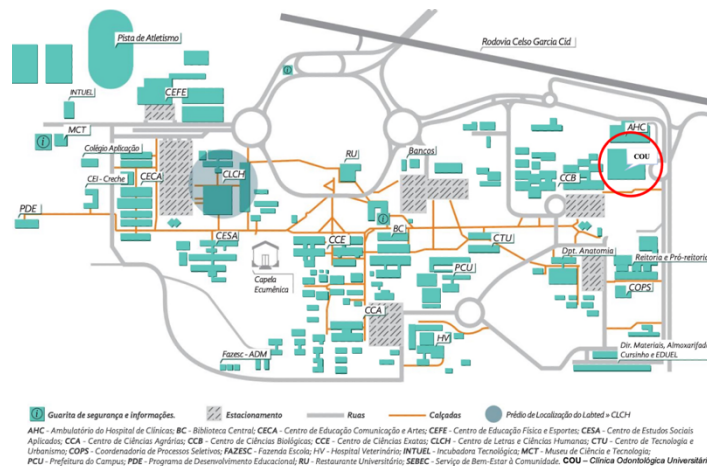 Pista de Atletismo
Rodovia Celso Garcia Cid
INTUEL
CEFE
MCT
AHC
Colégio Aplicação
RU
Bancos
COU
CEI - Creche
CECA
CLCH
CCB
PDE
CESA
CCE
BC
CTU
Dpt. Anatomia
Reitoria e Pró-reitoria
Capela
Ecumênica
PCU
COPS
CCA
HV
Fazesc - ADM
Dir. Materiais, Almoxarifado
Cursinho e EDUEL
Guarita de segurança e informações.
Estacionamento
Ruas
Calçadas
Prédio de Localização do Labted » CLCH
AHC - Ambulatório do Hospital de Clínicas; BC - Biblioteca Central; CECA - Centro de Educação Comunicação e Artes; CEFE - Centro de Educação Física e Esportes; CESA - Centro de Estudos Sociais
Aplicados; CCA - Centro de Ciências Agrárias; CCB - Centro de Ciências Biológicas; CCE - Centro de Ciências Exatas; CLCH - Centro de Letras e Ciências Humanas; CTU - Centro de Tecnologia e
Urbanismo; COPS - Coordenadoria de Processos Seletivos; FAZESC - Fazenda Escola; HV - Hospital Veterinário; INTUEL - Incubadora Tecnológica; MCT - Museu de Ciência e Tecnologia;
PCU - Prefeitura do Campus; PDE - Programa de Desenvolvimento Educacional; RU - Restaurante Universitário; SEBEC - Serviço de Bem-Estar à Comunidade. COU – Clínica Odontológica Universitári